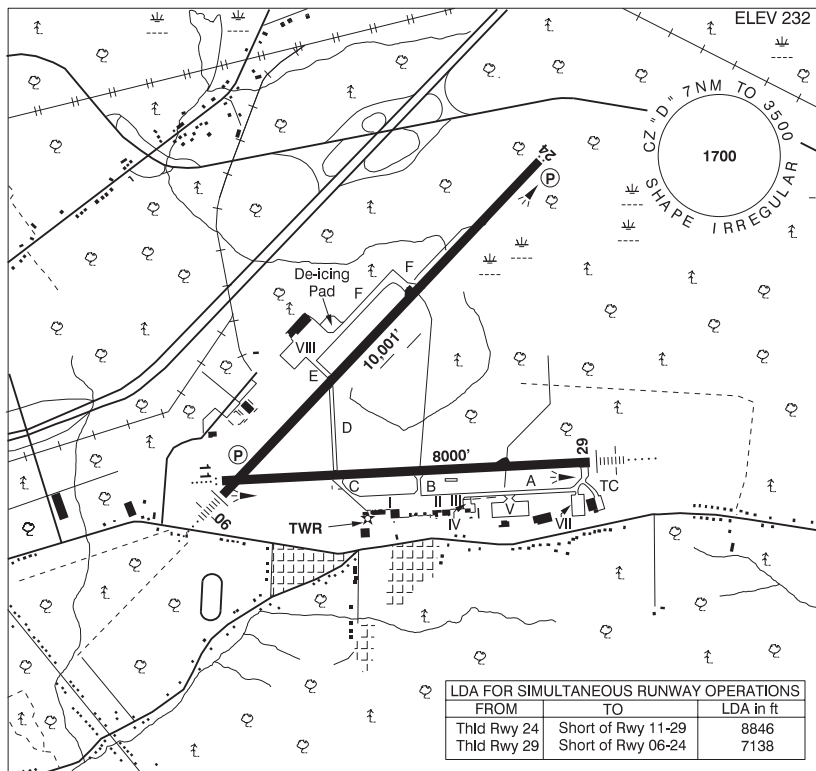 ELEV 232
CZ "D" 7NM TO 3500
1700
SHAPE IRREGULAR
24
P
F
F
De-icing
Pad
VIII
10,001'
E
D
P
8000'
29
11
06
C
B
A
TC
I
II
III
IV
V
VII
TWR
LDA FOR SIMULTANEOUS RUNWAY OPERATIONS
FROM TO LDA in ft
Thld Rwy 24 Short of Rwy 11-29 8846
Thld Rwy 29 Short of Rwy 06-24 7138